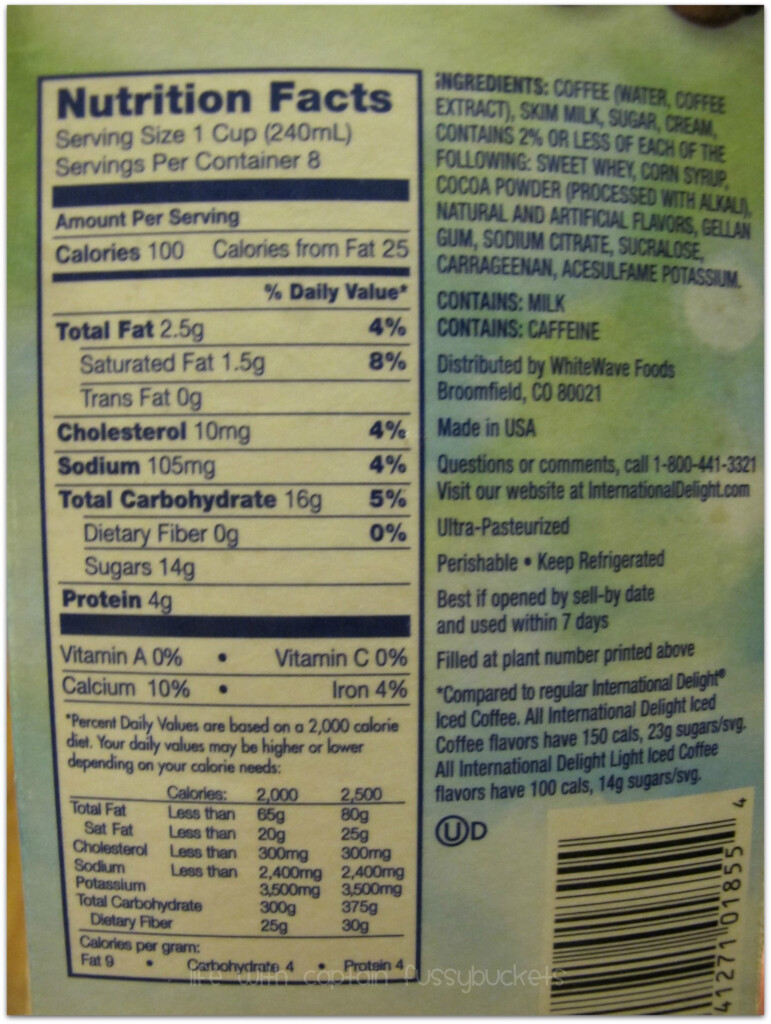 Nutrition Facts
Serving Size 1 Cup (240mL)
Servings Per Container 8
Amount Per Serving
Calories 100 Calories from Fat 25
% Daily Value*
Total Fat 2.5g 4%
Saturated Fat 1.5g 8%
Trans Fat 0g
Cholesterol 10mg 4%
Sodium 105mg 4%
Total Carbohydrate 16g 5%
Dietary Fiber 0g 0%
Sugars 14g
Protein 4g
Vitamin A 0% • Vitamin C 0%
Calcium 10% • Iron 4%
*Percent Daily Values are based on a 2,000 calorie
diet. Your daily values may be higher or lower
depending on your calorie needs:
Calories: 2,000 2,500
Total Fat Less than 65g 80g
Sat Fat Less than 20g 25g
Cholesterol Less than 300mg 300mg
Sodium Less than 2,400mg 2,400mg
Potassium 3,500mg 3,500mg
Total Carbohydrate 300g 375g
Dietary Fiber 25g 30g
Calories per gram:
Fat 9 • Carbohydrate 4 • Protein 4
INGREDIENTS: COFFEE (WATER, COFFEE
EXTRACT), SKIM MILK, SUGAR, CREAM,
CONTAINS 2% OR LESS OF EACH OF THE
FOLLOWING: SWEET WHEY, CORN SYRUP,
COCOA POWDER (PROCESSED WITH ALKALI),
NATURAL AND ARTIFICIAL FLAVORS, GELLAN
GUM, SODIUM CITRATE, SUCRALOSE,
CARRAGEENAN, ACESULFAME POTASSIUM.
CONTAINS: MILK
CONTAINS: CAFFEINE
Distributed by WhiteWave Foods
Broomfield, CO 80021
Made in USA
Questions or comments, call 1-800-441-3321
Visit our website at InternationalDelight.com
Ultra-Pasteurized
Perishable • Keep Refrigerated
Best if opened by sell-by date
and used within 7 days
Filled at plant number printed above
*Compared to regular International Delight®
Iced Coffee. All International Delight Iced
Coffee flavors have 150 cals, 23g sugars/svg.
All International Delight Light Iced Coffee
flavors have 100 cals, 14g sugars/svg.
UD
41271 01855 4
life with captain fussybuckets